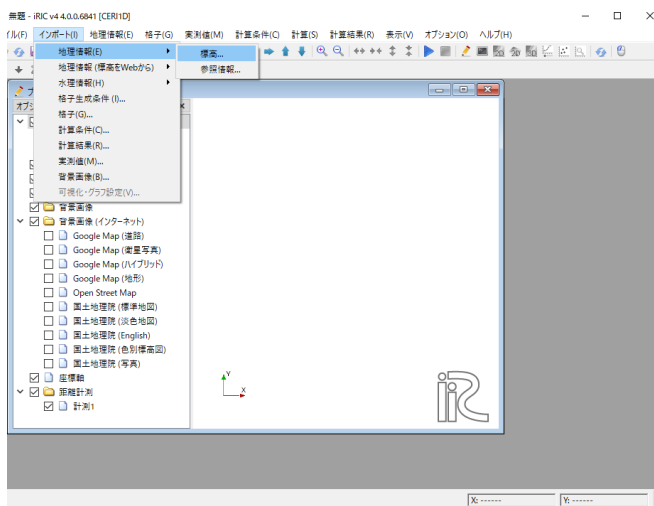 無題 - iRIC v4 4.0.0.6841 [CERI1D]
イル(F) インポート(I) 地理情報(E) 格子(G) 実測値(M) 計算条件(C) 計算(S) 計算結果(R) 表示(V) オプション(O) ヘルプ(H)
地理情報(E)
標高...
地理情報 (標高をWebから)
参照情報...
水理情報(H)
格子生成条件 (I)...
オブジ
格子(G)...
計算条件(C)...
計算結果(R)...
実測値(M)...
背景画像(B)...
可視化・グラフ設定(V)...
背景画像
背景画像 (インターネット)
Google Map (道路)
Google Map (衛星写真)
Google Map (ハイブリッド)
Google Map (地形)
Open Street Map
国土地理院 (標準地図)
国土地理院 (淡色地図)
国土地理院 (English)
国土地理院 (色別標高図)
国土地理院 (写真)
座標軸
距離計測
計測1
Y
X
iRC
X: ------
Y: ------